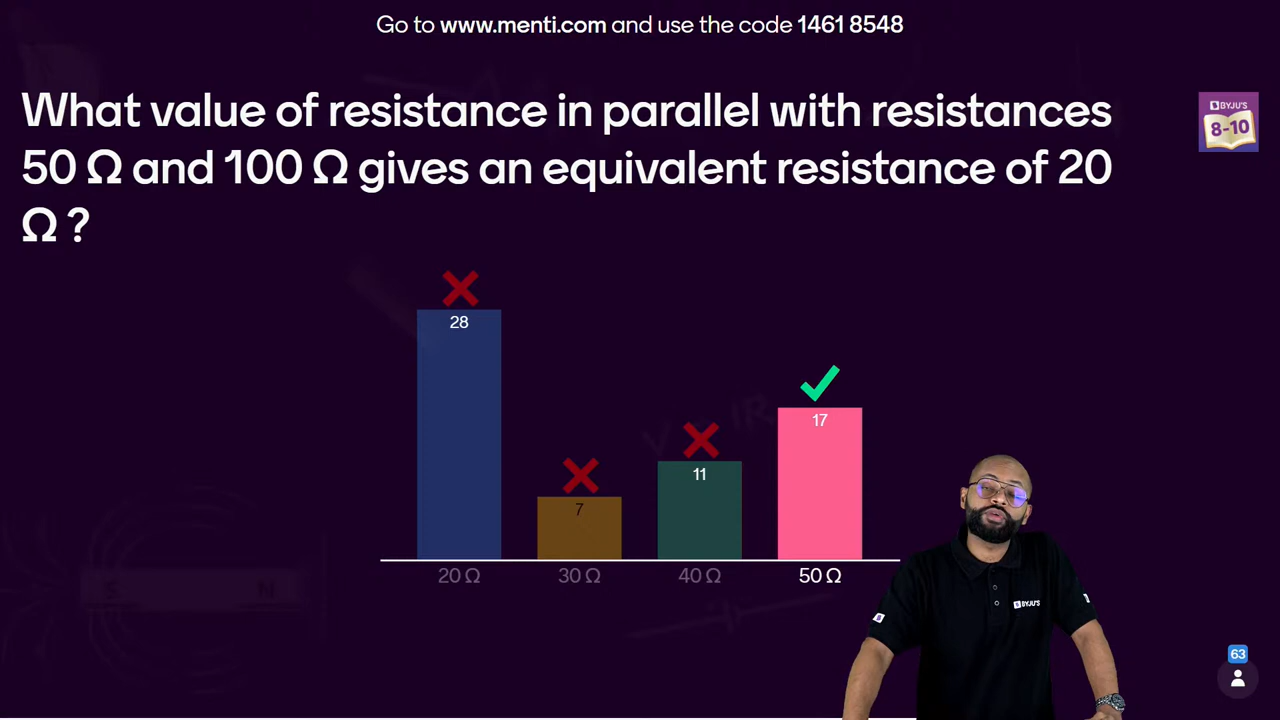 Go to www.menti.com and use the code 1461 8548
What value of resistance in parallel with resistances
50 Ω and 100 Ω gives an equivalent resistance of 20
Ω ?
BYJU'S
8-10
28
7
11
17
20 Ω
30 Ω
40 Ω
50 Ω
V = IR
S
N
BYJU'S
63